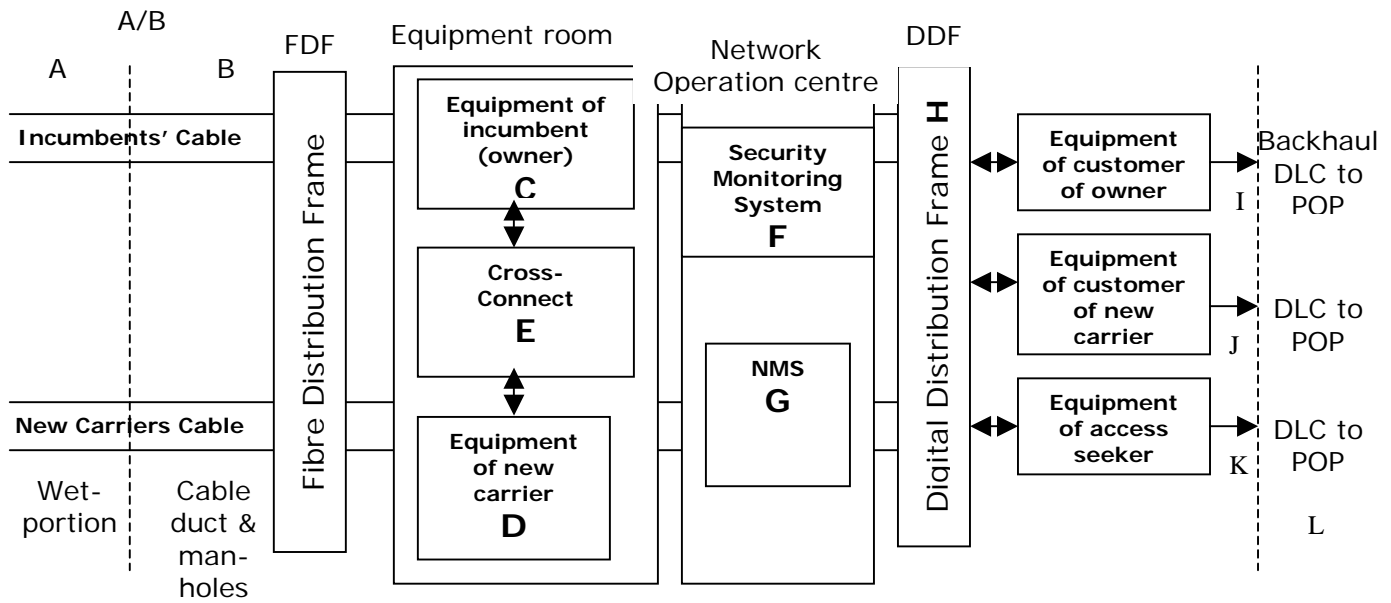 A/B
A
B
FDF
Equipment room
Network
Operation centre
DDF
Incumbents' Cable
New Carriers Cable
Wet-
portion
Cable
duct &
man-
holes
Fibre Distribution Frame
Equipment of
incumbent
(owner)
C
Cross-
Connect
E
Equipment
of new
carrier
D
Security
Monitoring
System
F
NMS
G
Digital Distribution Frame H
Equipment
of customer
of owner
I
Equipment
of customer
of new
carrier
J
Equipment
of access
seeker
K
Backhaul
DLC to
POP
DLC to
POP
DLC to
POP
L